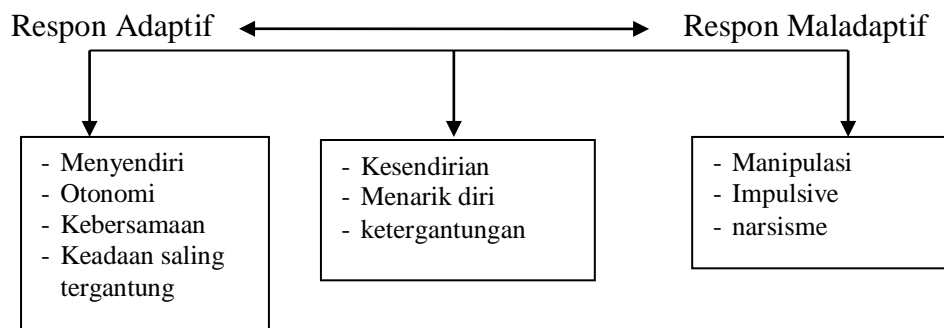 Respon Adaptif
Respon Maladaptif
- Menyendiri
- Otonomi
- Kebersamaan
- Keadaan saling
tergantung
- Kesendirian
- Menarik diri
- ketergantungan
- Manipulasi
- Impulsive
- narsisme